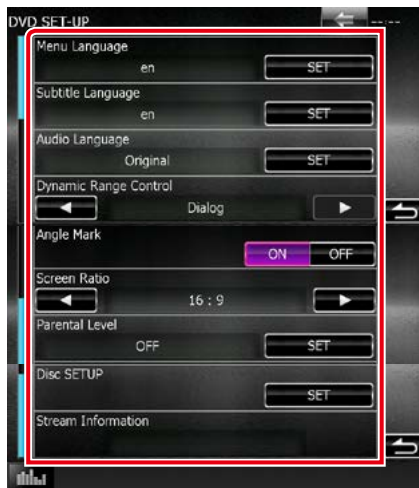 DVD SET-UP
--:--
Menu Language
en
SET
Subtitle Language
en
SET
Audio Language
Original
SET
Dynamic Range Control
Dialog
Angle Mark
ON
OFF
Screen Ratio
16 : 9
Parental Level
OFF
SET
Disc SETUP
SET
Stream Information